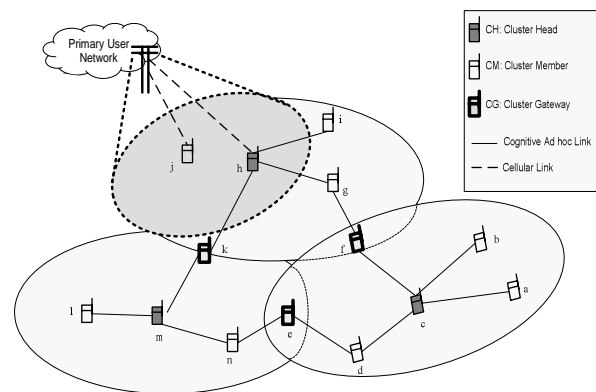 Primary User
Network
CH: Cluster Head
CM: Cluster Member
CG: Cluster Gateway
Cognitive Ad hoc Link
Cellular Link
i
j
h
g
k
f
b
a
c
l
m
n
e
d